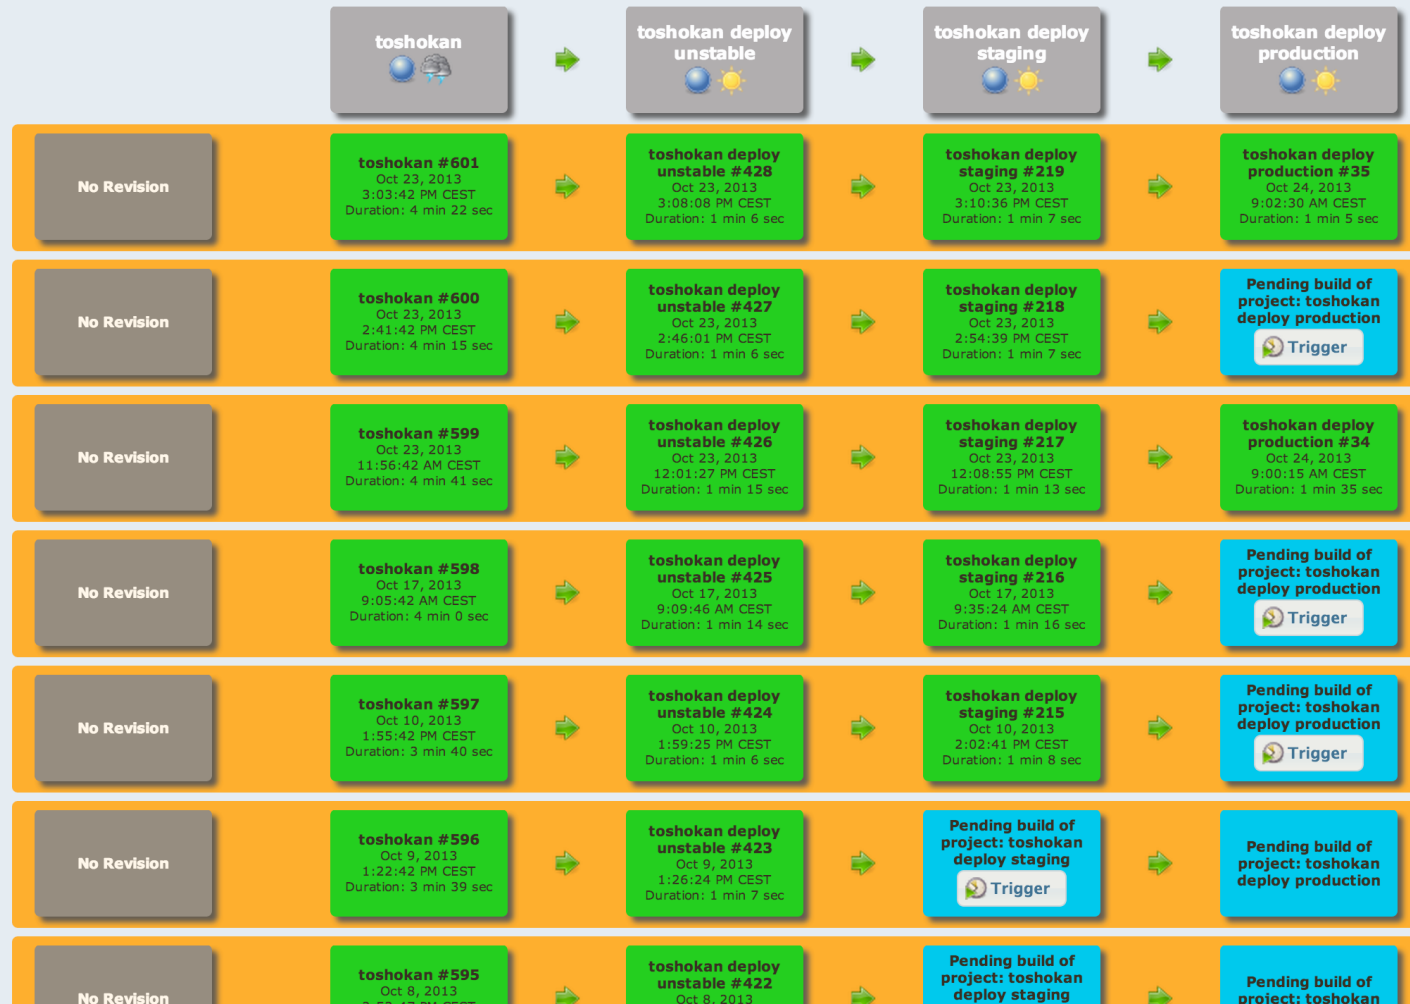 toshokan
toshokan deploy
unstable
toshokan deploy
staging
toshokan deploy
production
No Revision
toshokan #601
Oct 23, 2013
3:03:42 PM CEST
Duration: 4 min 22 sec
toshokan deploy
unstable #428
Oct 23, 2013
3:08:08 PM CEST
Duration: 1 min 6 sec
toshokan deploy
staging #219
Oct 23, 2013
3:10:36 PM CEST
Duration: 1 min 7 sec
toshokan deploy
production #35
Oct 24, 2013
9:02:30 AM CEST
Duration: 1 min 5 sec
No Revision
toshokan #600
Oct 23, 2013
2:41:42 PM CEST
Duration: 4 min 15 sec
toshokan deploy
unstable #427
Oct 23, 2013
2:46:01 PM CEST
Duration: 1 min 6 sec
toshokan deploy
staging #218
Oct 23, 2013
2:54:39 PM CEST
Duration: 1 min 7 sec
Pending build of
project: toshokan
deploy production
Trigger
No Revision
toshokan #599
Oct 23, 2013
11:56:42 AM CEST
Duration: 4 min 41 sec
toshokan deploy
unstable #426
Oct 23, 2013
12:01:27 PM CEST
Duration: 1 min 15 sec
toshokan deploy
staging #217
Oct 23, 2013
12:08:55 PM CEST
Duration: 1 min 13 sec
toshokan deploy
production #34
Oct 24, 2013
9:00:15 AM CEST
Duration: 1 min 35 sec
No Revision
toshokan #598
Oct 17, 2013
9:05:42 AM CEST
Duration: 4 min 0 sec
toshokan deploy
unstable #425
Oct 17, 2013
9:09:46 AM CEST
Duration: 1 min 14 sec
toshokan deploy
staging #216
Oct 17, 2013
9:35:24 AM CEST
Duration: 1 min 16 sec
Pending build of
project: toshokan
deploy production
Trigger
No Revision
toshokan #597
Oct 10, 2013
1:55:42 PM CEST
Duration: 3 min 40 sec
toshokan deploy
unstable #424
Oct 10, 2013
1:59:25 PM CEST
Duration: 1 min 6 sec
toshokan deploy
staging #215
Oct 10, 2013
2:02:41 PM CEST
Duration: 1 min 8 sec
Pending build of
project: toshokan
deploy production
Trigger
No Revision
toshokan #596
Oct 9, 2013
1:22:42 PM CEST
Duration: 3 min 39 sec
toshokan deploy
unstable #423
Oct 9, 2013
1:26:24 PM CEST
Duration: 1 min 7 sec
Pending build of
project: toshokan
deploy staging
Trigger
Pending build of
project: toshokan
deploy production
No Revision
toshokan #595
Oct 8, 2013
toshokan deploy
unstable #422
Oct 8, 2013
Pending build of
project: toshokan
deploy staging
Pending build of
project: toshokan